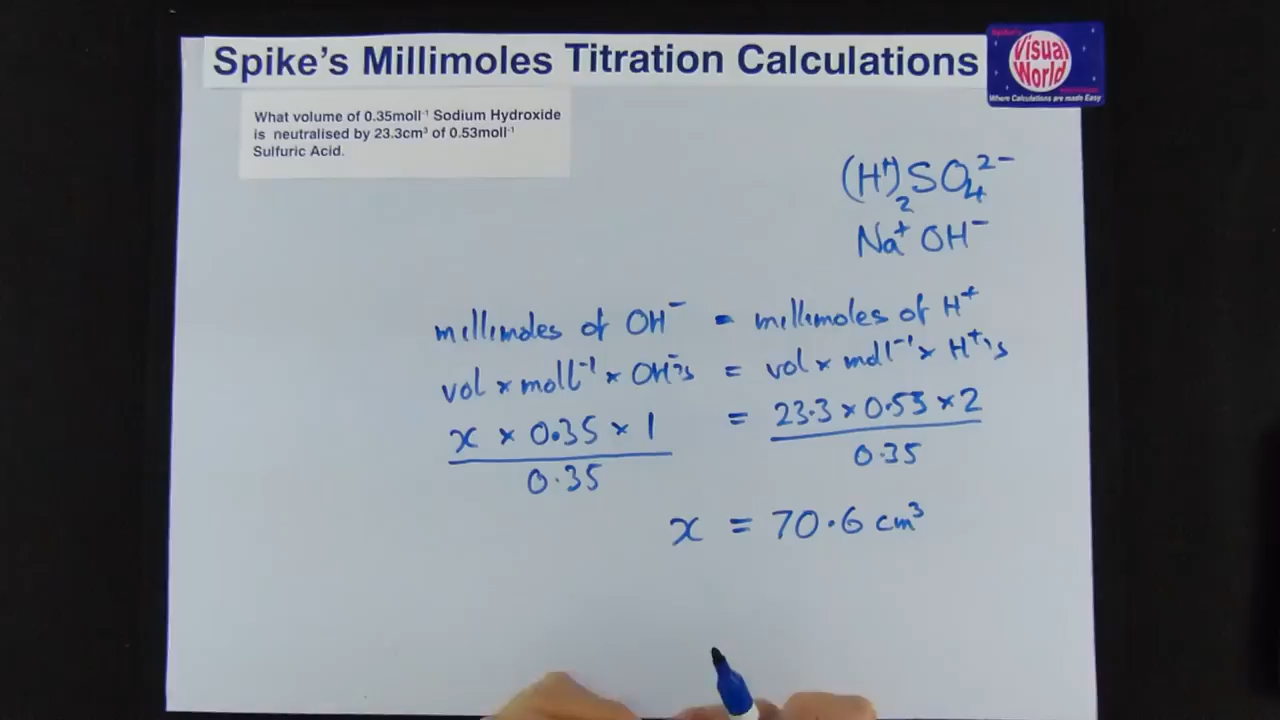 Spike's Millimoles Titration Calculations
Visual
World
Where Calculations are made Easy
What volume of 0.35moll⁻¹ Sodium Hydroxide
is neutralised by 23.3cm³ of 0.53moll⁻¹
Sulfuric Acid.
(H⁺)₂SO₄²⁻
Na⁺OH⁻
millimoles of OH⁻ = millimoles of H⁺
vol × moll⁻¹ × OH⁻'s = vol × moll⁻¹ × H⁺'s
x × 0.35 × 1 = 23.3 × 0.53 × 2
0.35 0.35
x = 70.6 cm³